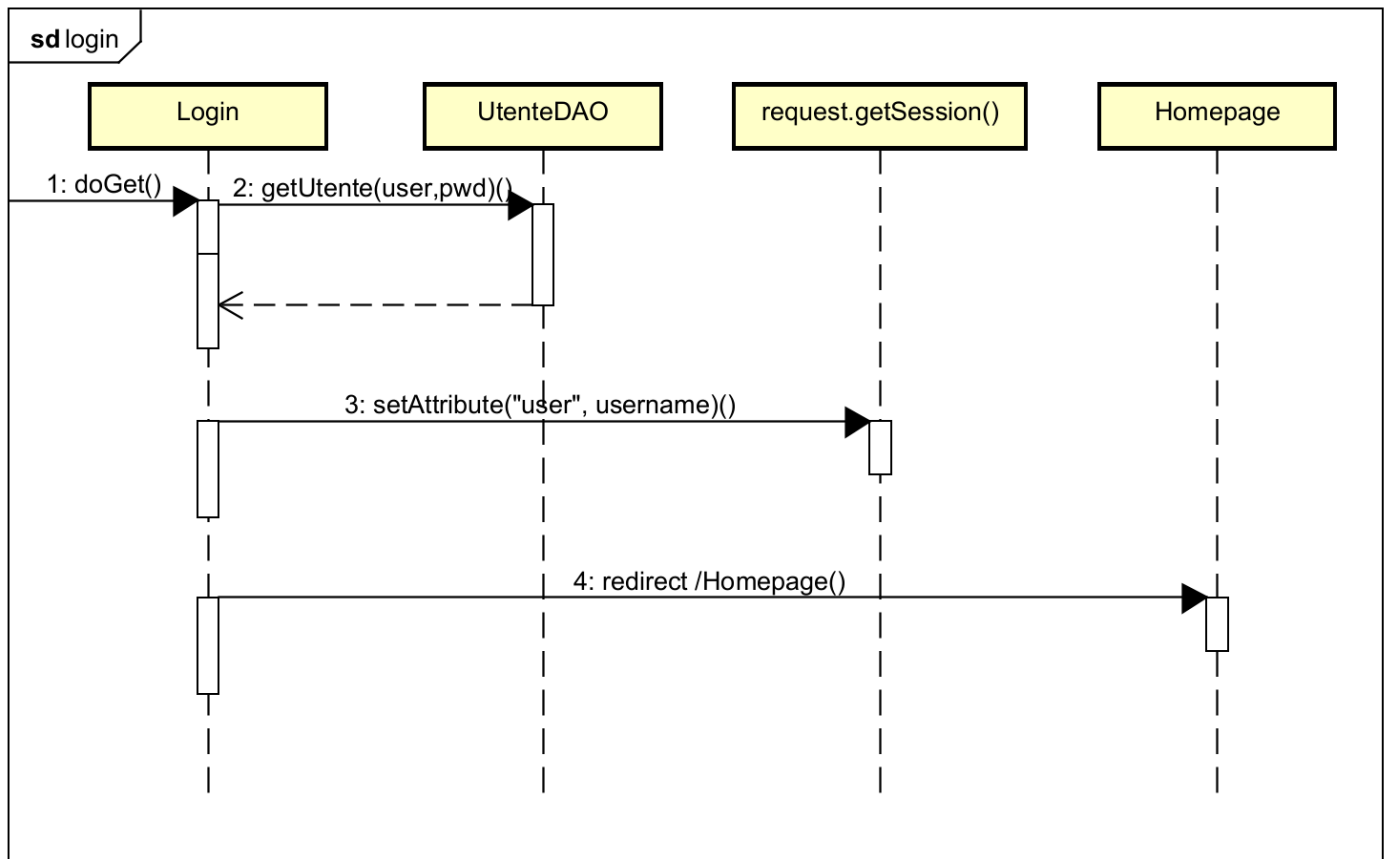 sd login
Login
UtenteDAO
request.getSession()
Homepage
1: doGet()
2: getUtente(user,pwd)()
3: setAttribute("user", username)()
4: redirect /Homepage()